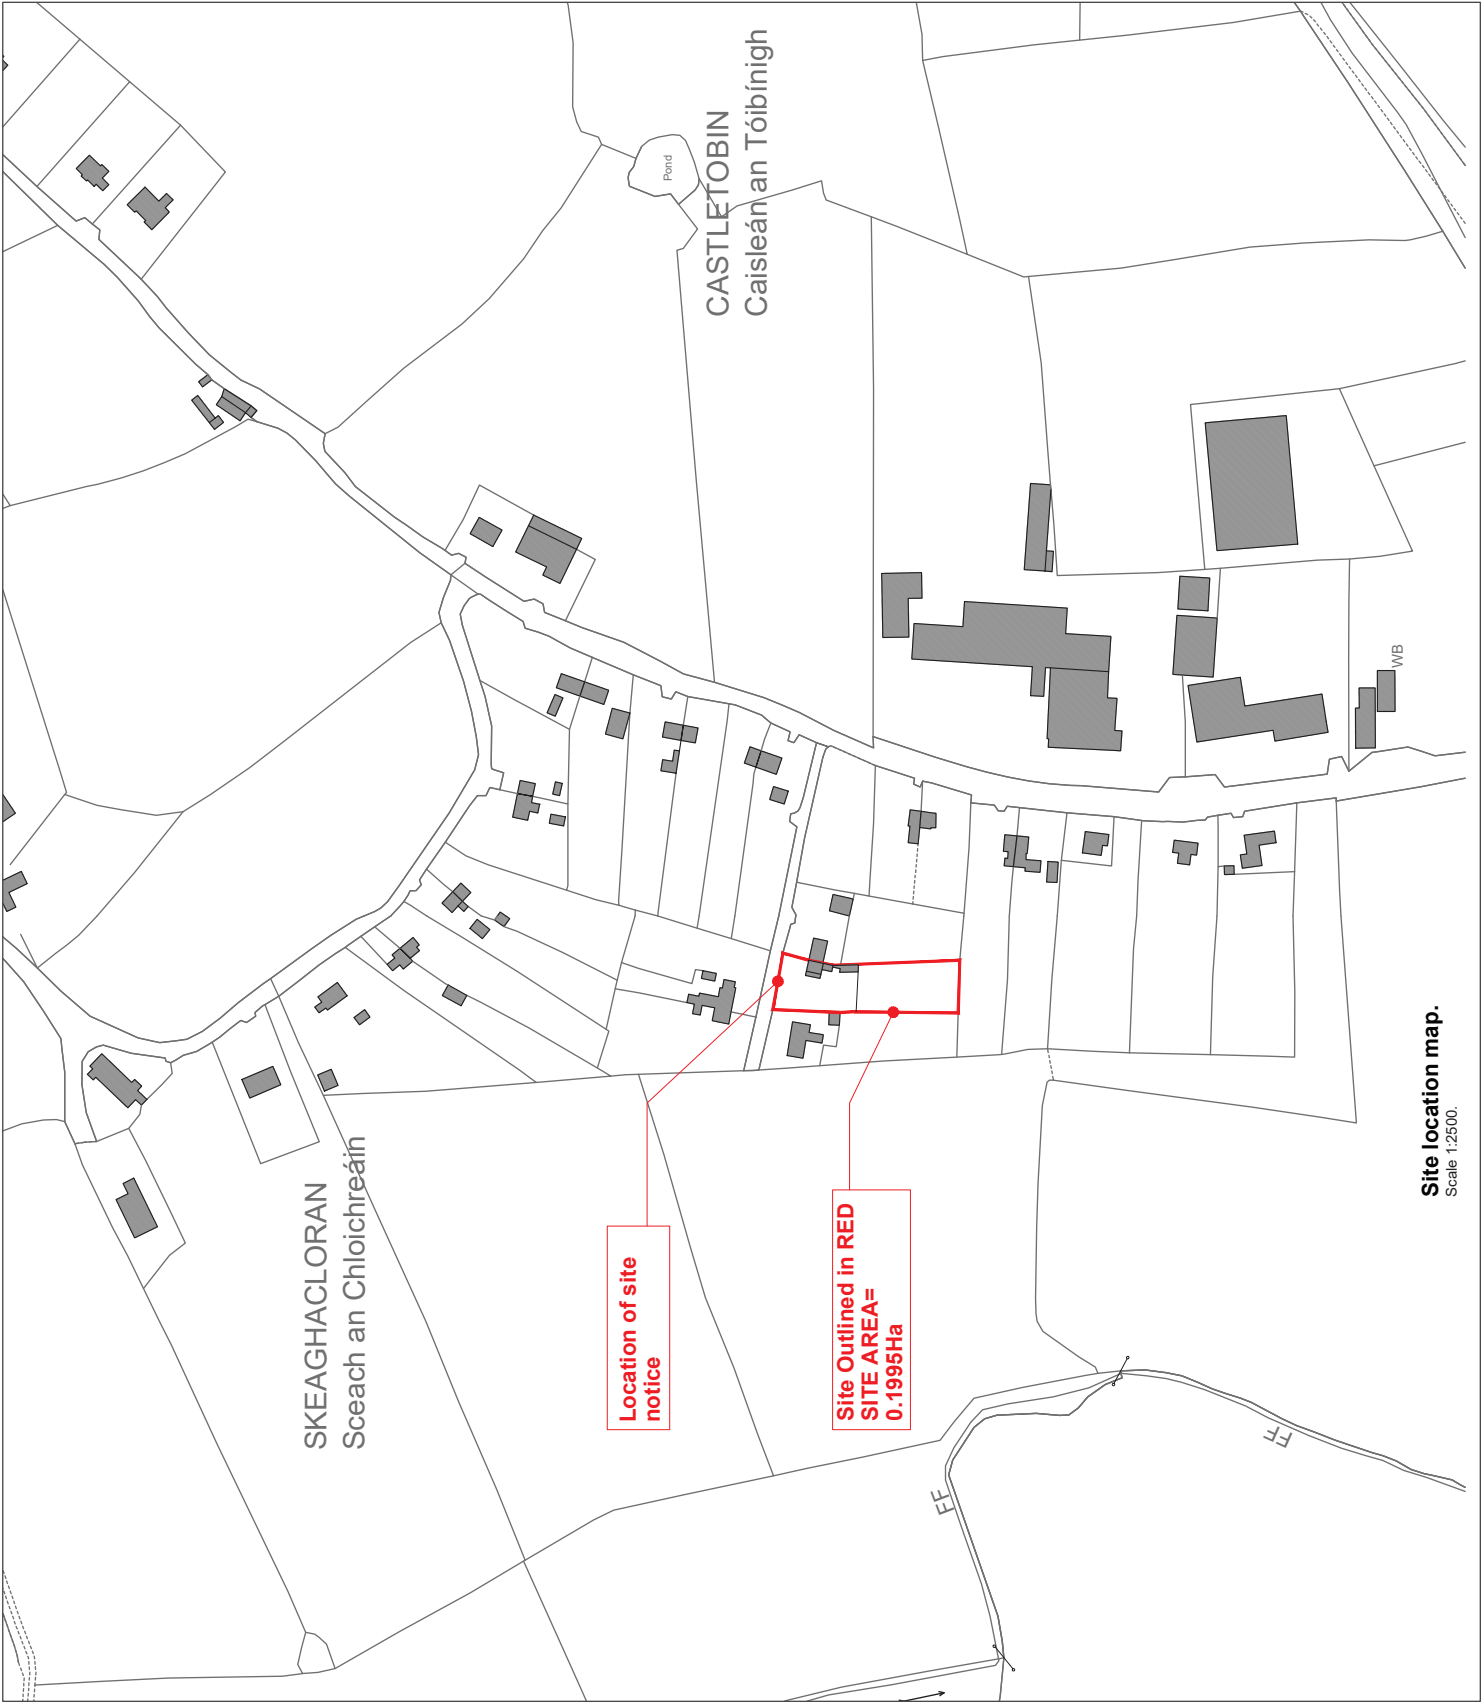 SKEAGHACLORAN
Sceach an Chloichreáin
CASTLETOBIN
Caisleán an Tóibínigh
Pond
Location of site
notice
Site Outlined in RED
SITE AREA=
0.1995Ha
WB
FF
FF
Site location map.
Scale 1:2500.